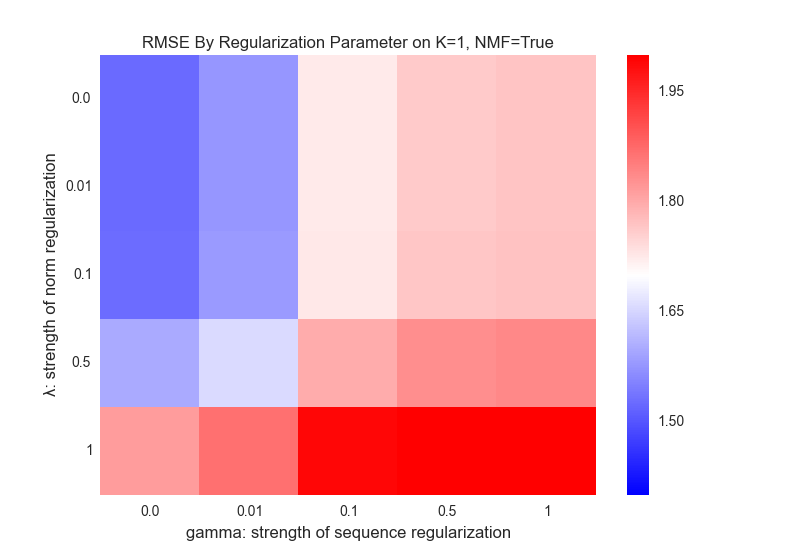 RMSE By Regularization Parameter on K=1, NMF=True
λ: strength of norm regularization
0.0
0.01
0.1
0.5
1
0.0 0.01 0.1 0.5 1
gamma: strength of sequence regularization
1.95
1.80
1.65
1.50